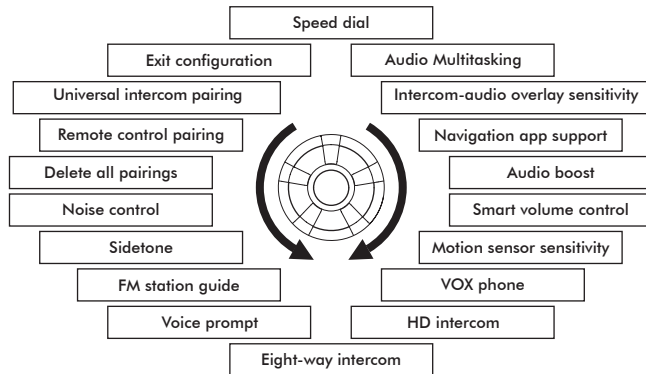 Speed dial
Exit configuration
Audio Multitasking
Universal intercom pairing
Intercom-audio overlay sensitivity
Remote control pairing
Navigation app support
Delete all pairings
Audio boost
Noise control
Smart volume control
Sidetone
Motion sensor sensitivity
FM station guide
VOX phone
Voice prompt
HD intercom
Eight-way intercom